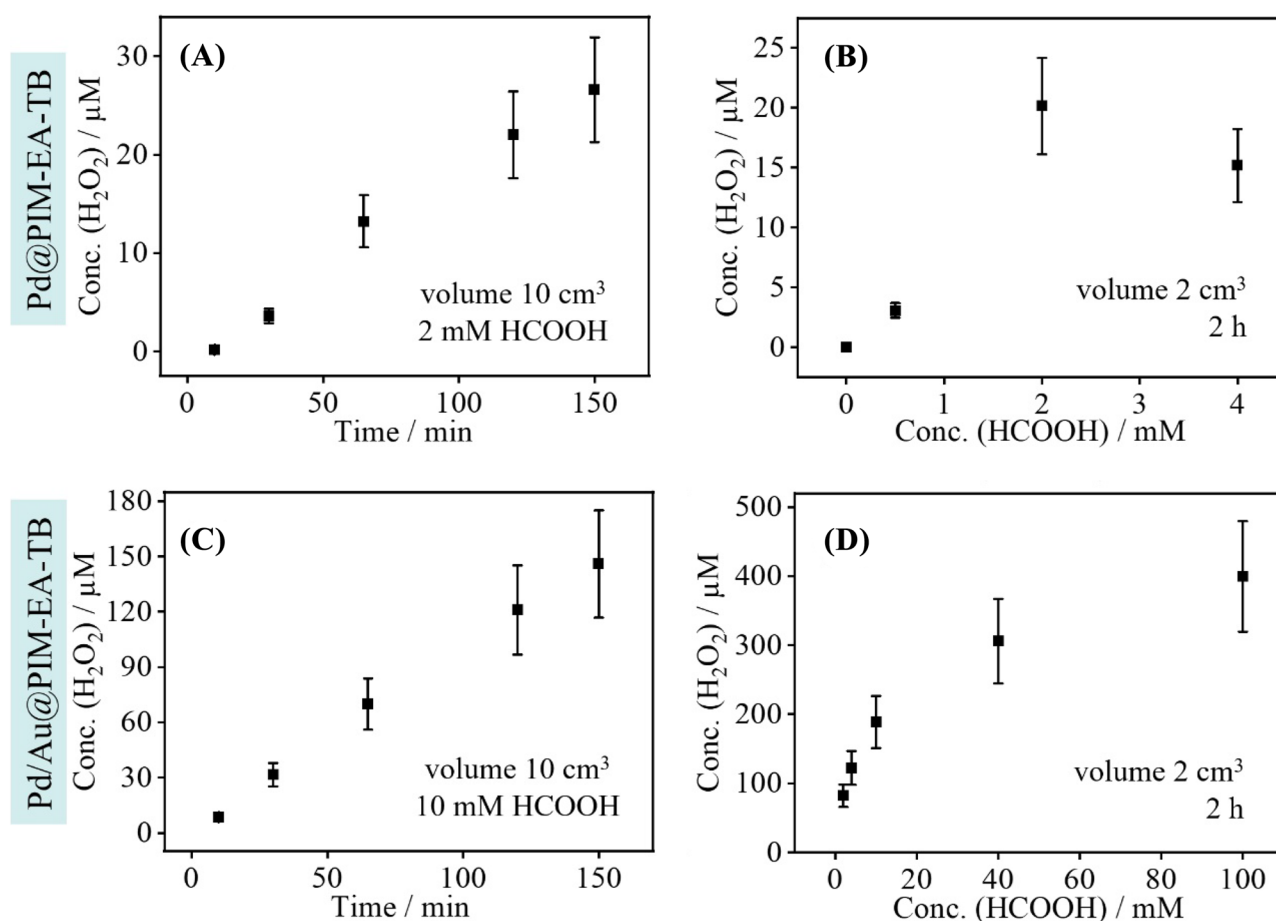 Pd@PIM-EA-TB
(A)
Conc. (H₂O₂) / μM
30
20
10
0
volume 10 cm³
2 mM HCOOH
0 50 100 150
Time / min
(B)
Conc. (H₂O₂) / μM
25
20
15
10
5
0
volume 2 cm³
2 h
0 1 2 3 4
Conc. (HCOOH) / mM
Pd/Au@PIM-EA-TB
(C)
Conc. (H₂O₂) / μM
180
150
120
90
60
30
0
volume 10 cm³
10 mM HCOOH
0 50 100 150
Time / min
(D)
Conc. (H₂O₂) / μM
500
400
300
200
100
0
volume 2 cm³
2 h
0 20 40 60 80 100
Conc. (HCOOH) / mM